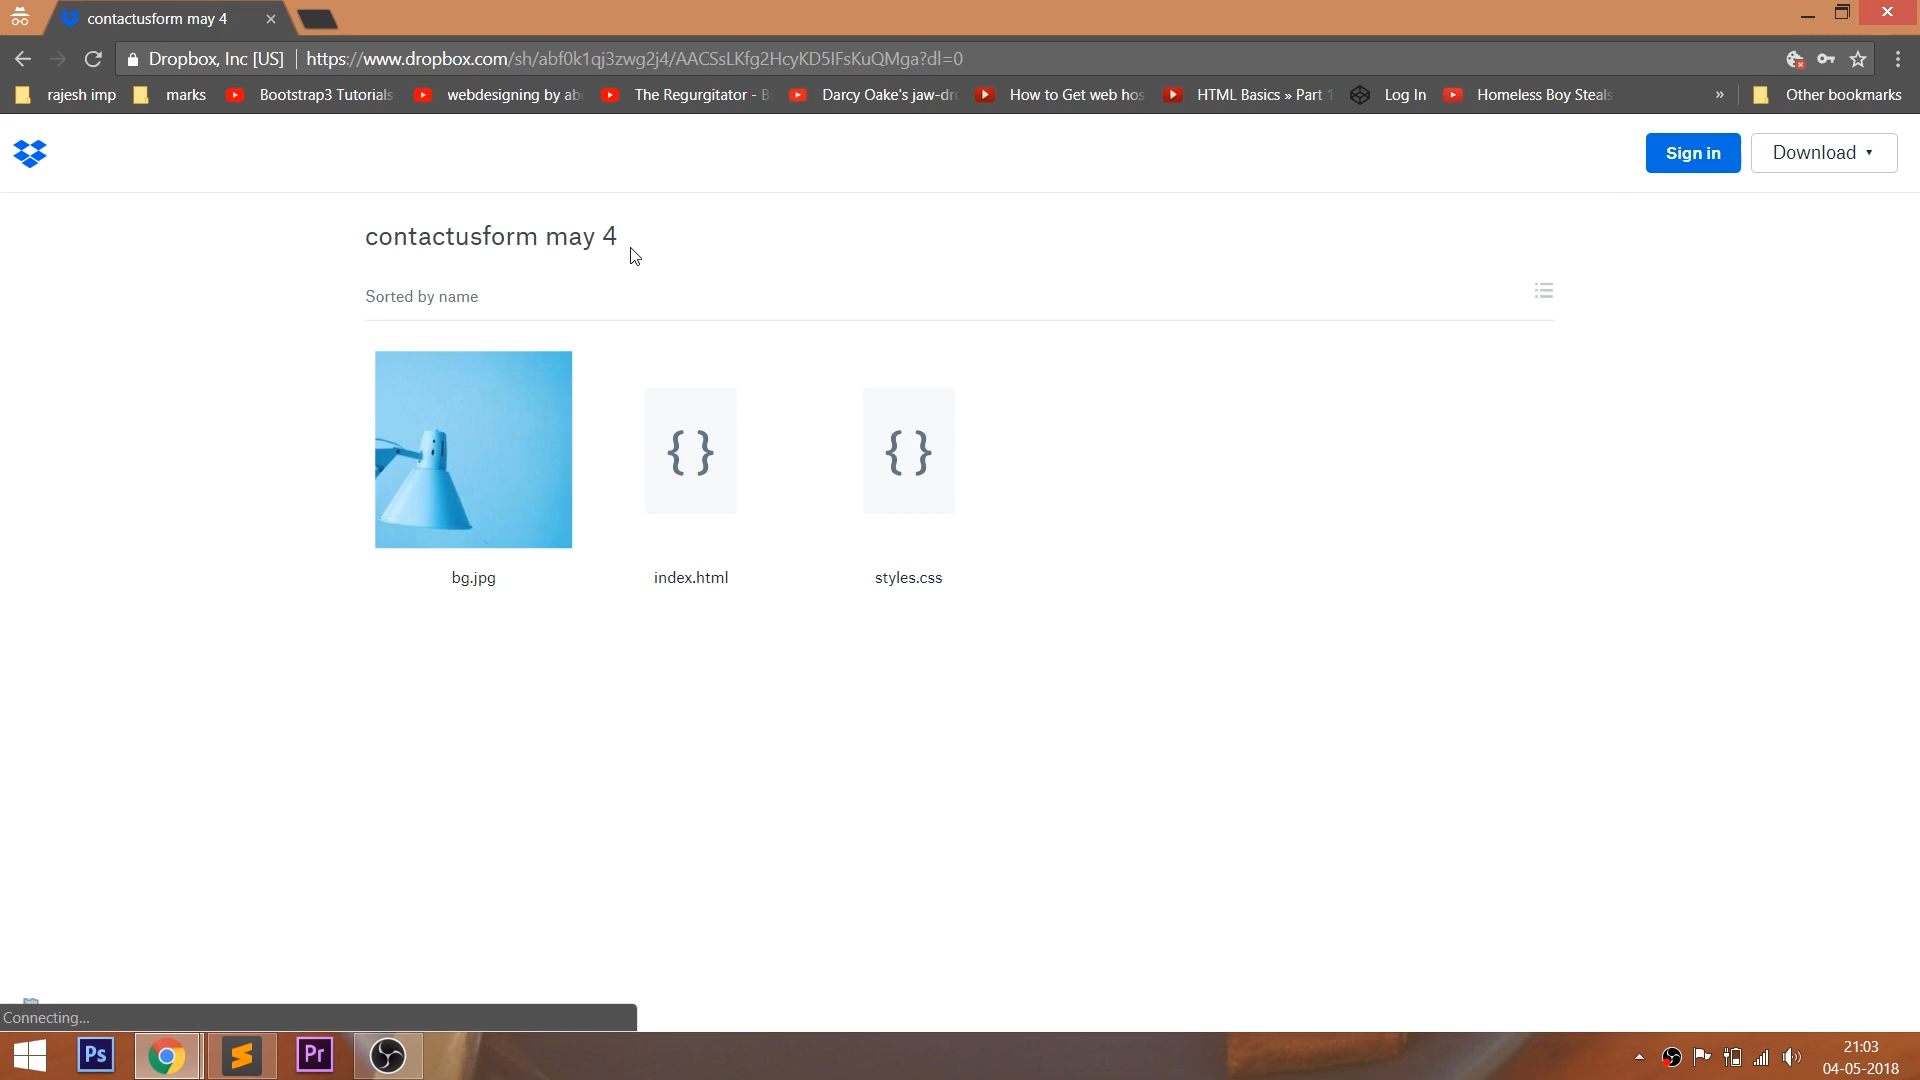 contactusform may 4
Dropbox, Inc [US] https://www.dropbox.com/sh/abf0k1qj3zwg2j4/AACSsLKfg2HcyKD5IFsKuQMga?dl=0
rajesh imp marks Bootstrap3 Tutorials webdesigning by ab The Regurgitator - B Darcy Oake's jaw-dr How to Get web hos HTML Basics » Part 1 Log In Homeless Boy Steals » Other bookmarks
Sign in Download
contactusform may 4
Sorted by name
{ } { }
bg.jpg index.html styles.css
Connecting...
Ps Pr
21:03
04-05-2018